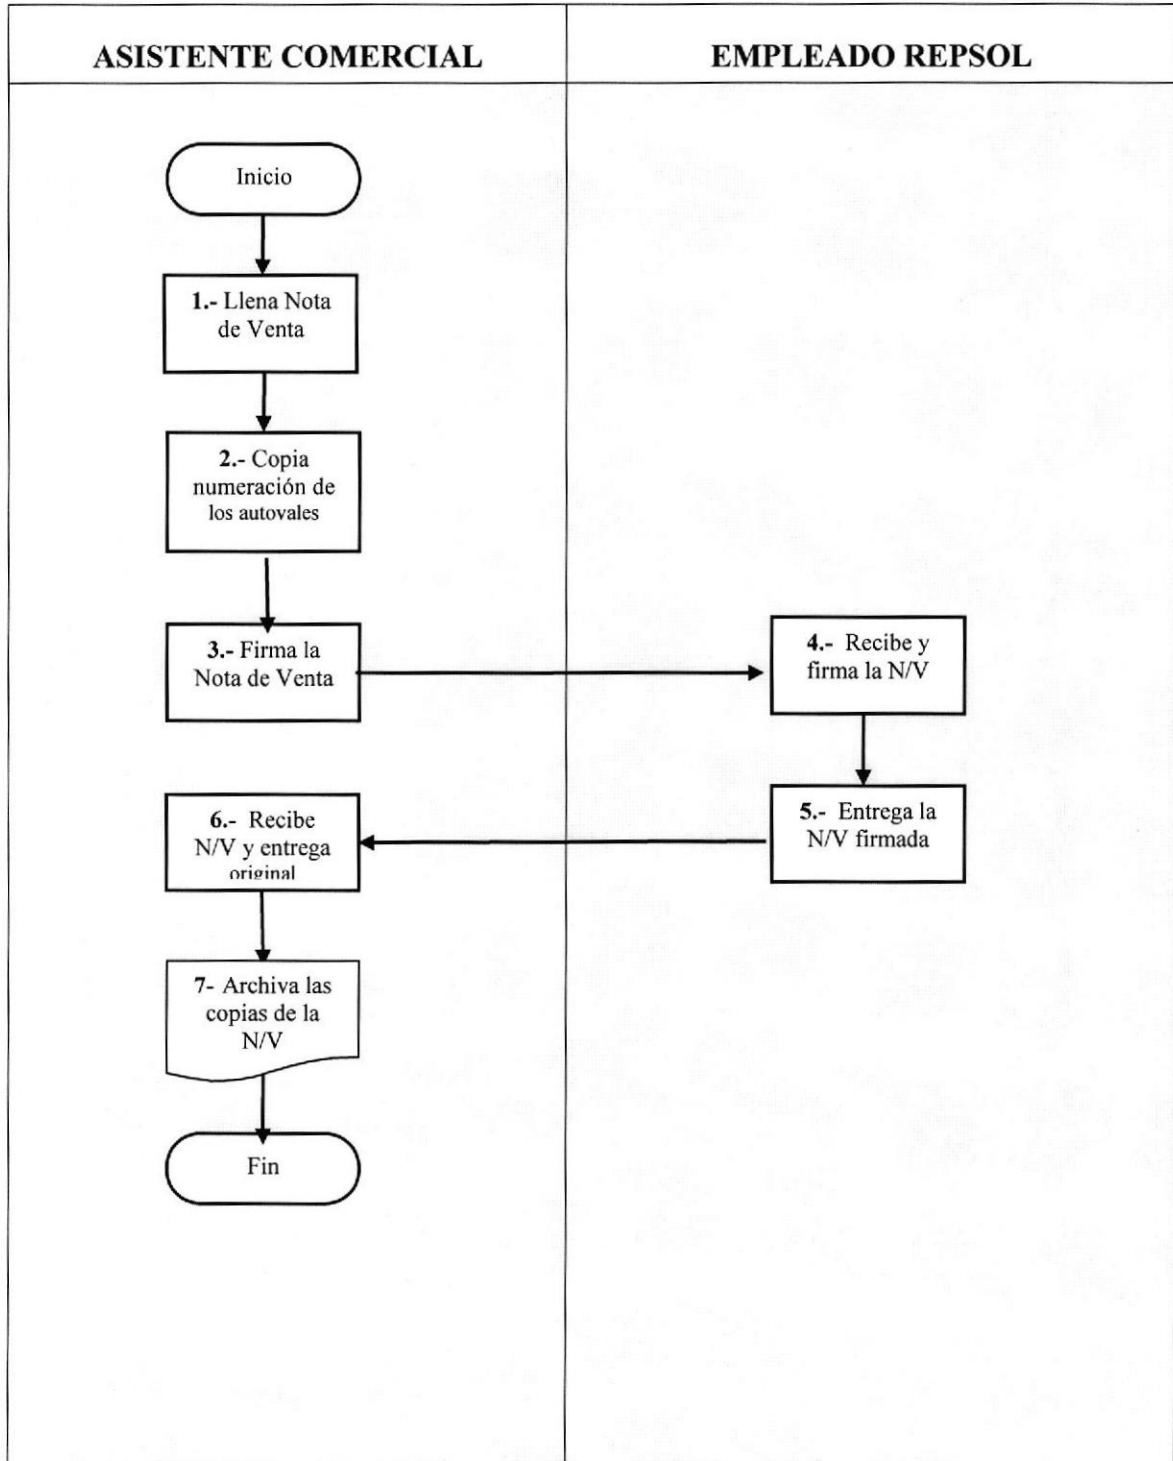 ASISTENTE COMERCIAL
EMPLEADO REPSOL
Inicio
1.- Llena Nota
de Venta
2.- Copia
numeración de
los autovales
3.- Firma la
Nota de Venta
4.- Recibe y
firma la N/V
5.- Entrega la
N/V firmada
6.- Recibe
N/V y entrega
original
7- Archiva las
copias de la
N/V
Fin